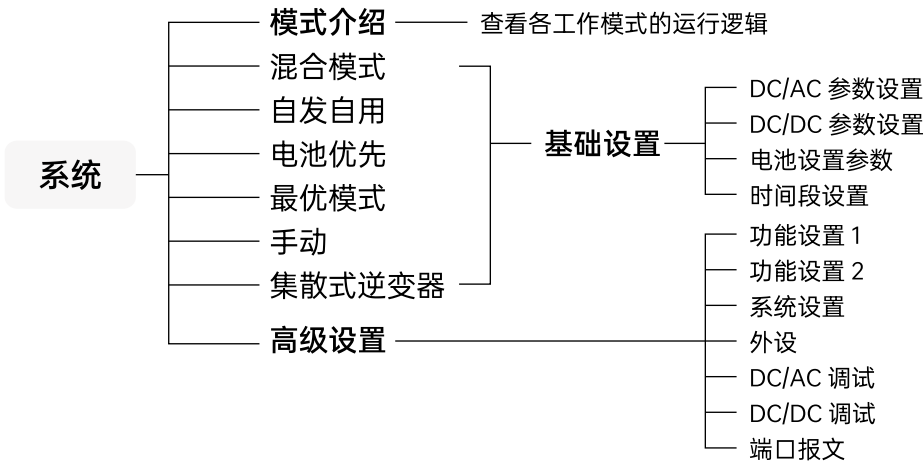 系统
模式介绍
查看各工作模式的运行逻辑
混合模式
自发自用
电池优先
最优模式
手动
集散式逆变器
基础设置
DC/AC 参数设置
DC/DC 参数设置
电池设置参数
时间段设置
高级设置
功能设置 1
功能设置 2
系统设置
外设
DC/AC 调试
DC/DC 调试
端口报文